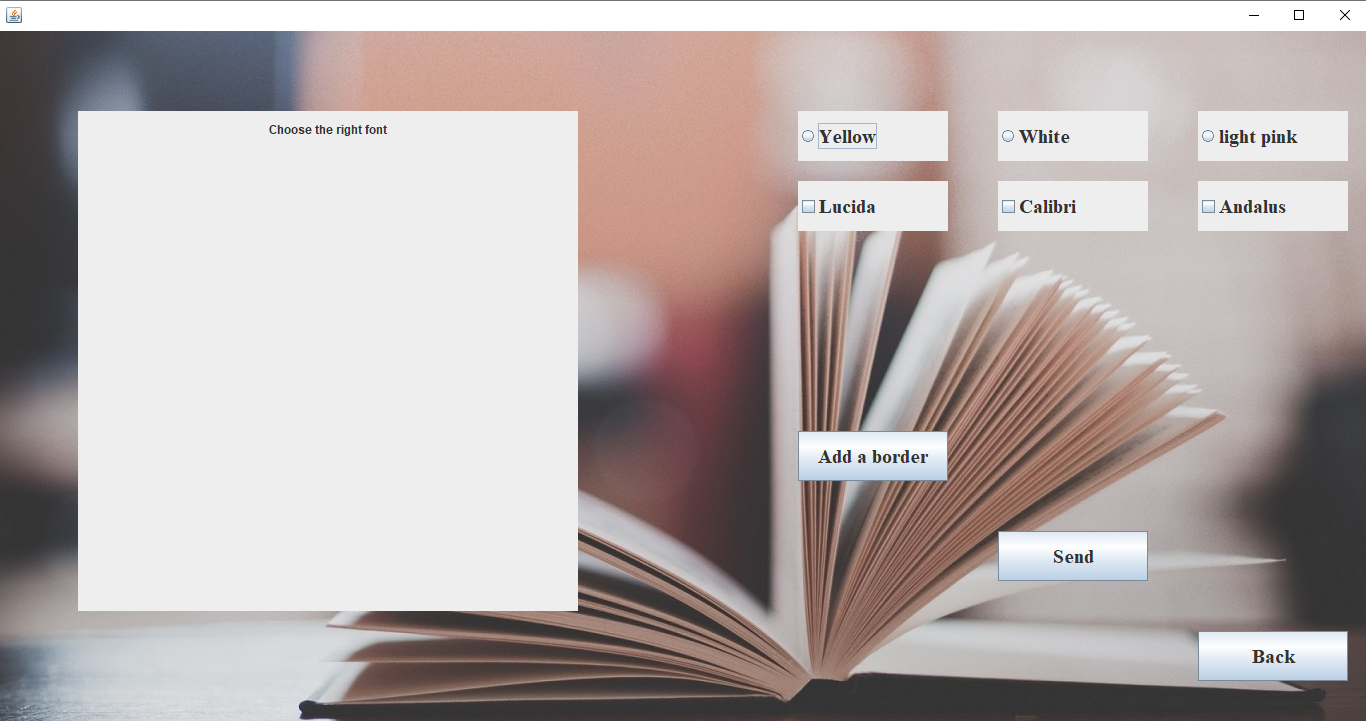 Choose the right font
Yellow
White
light pink
Lucida
Calibri
Andalus
Add a border
Send
Back